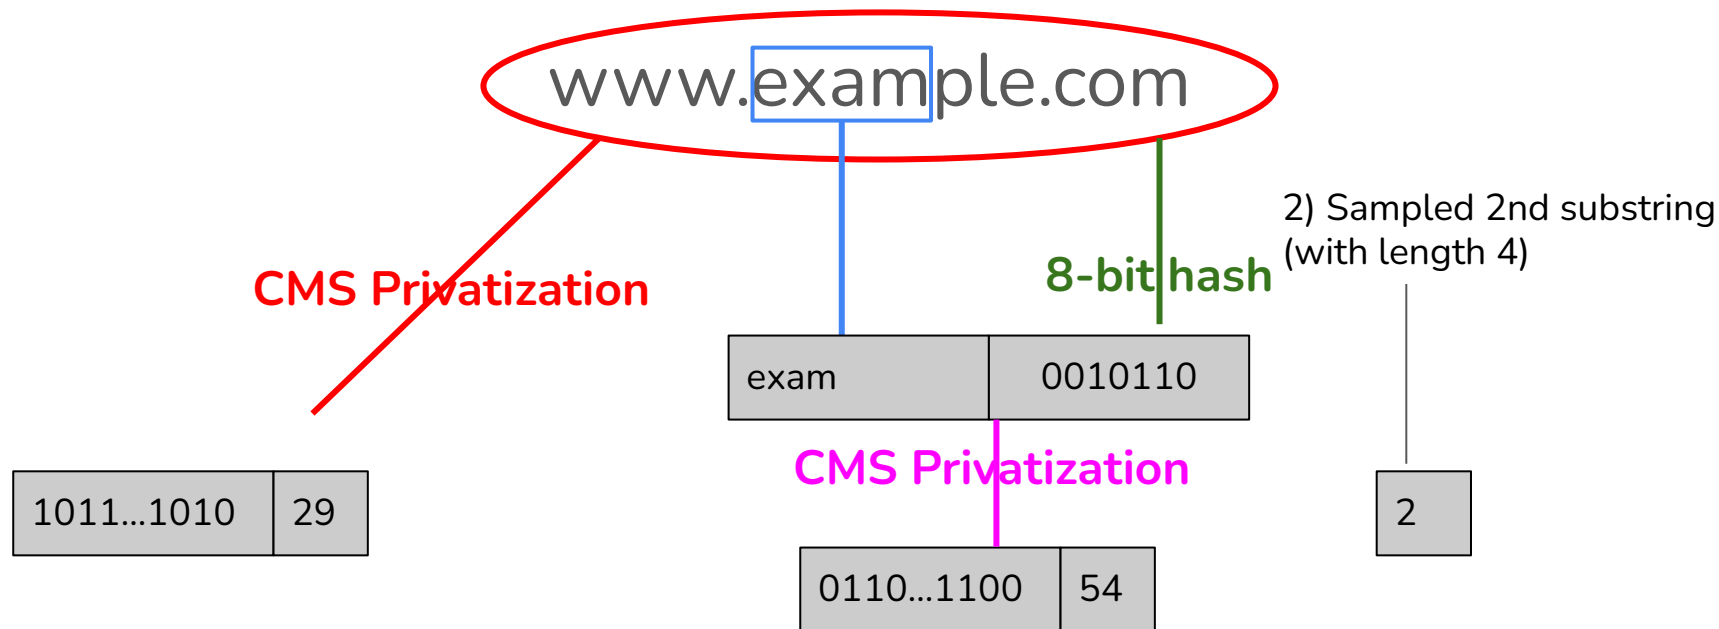 www.example.com
2) Sampled 2nd substring
(with length 4)
CMS Privatization
8-bit hash
exam
0010110
CMS Privatization
1011...1010
29
2
0110...1100
54